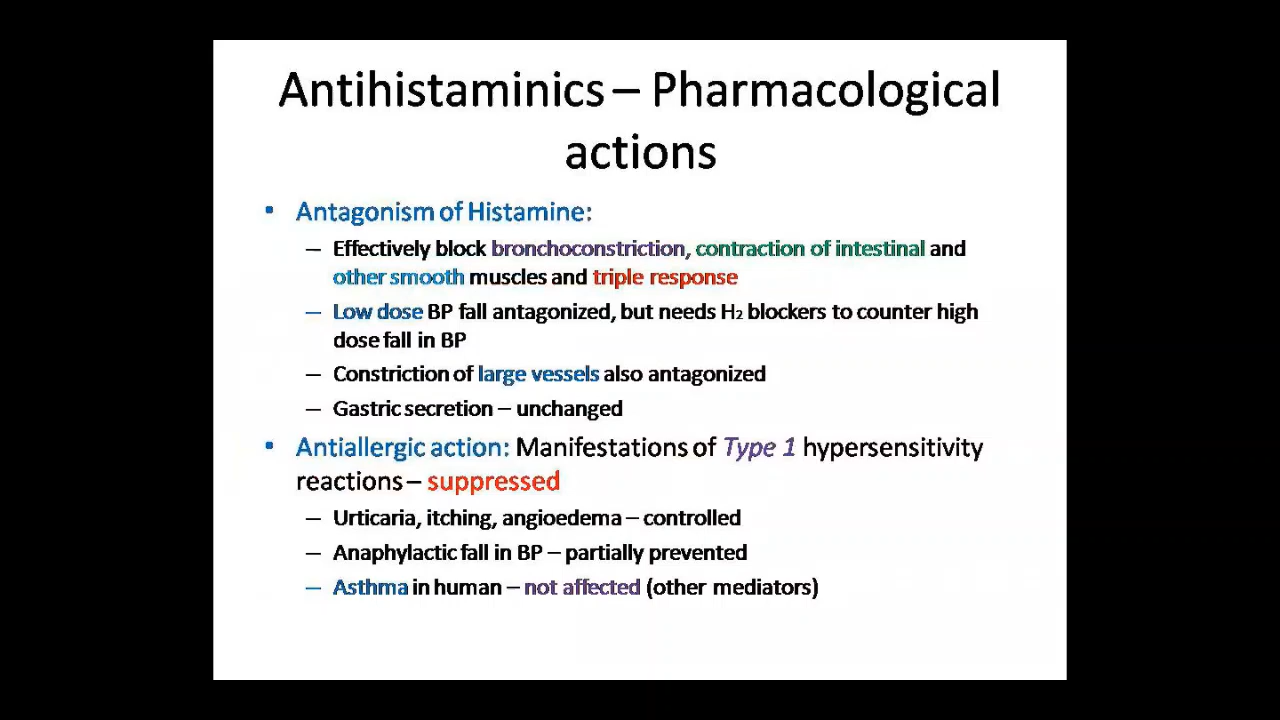 Antihistaminics – Pharmacological
actions
• Antagonism of Histamine:
– Effectively block bronchoconstriction, contraction of intestinal and
other smooth muscles and triple response
– Low dose BP fall antagonized, but needs H₂ blockers to counter high
dose fall in BP
– Constriction of large vessels also antagonized
– Gastric secretion – unchanged
• Antiallergic action: Manifestations of Type 1 hypersensitivity
reactions – suppressed
– Urticaria, itching, angioedema – controlled
– Anaphylactic fall in BP – partially prevented
– Asthma in human – not affected (other mediators)